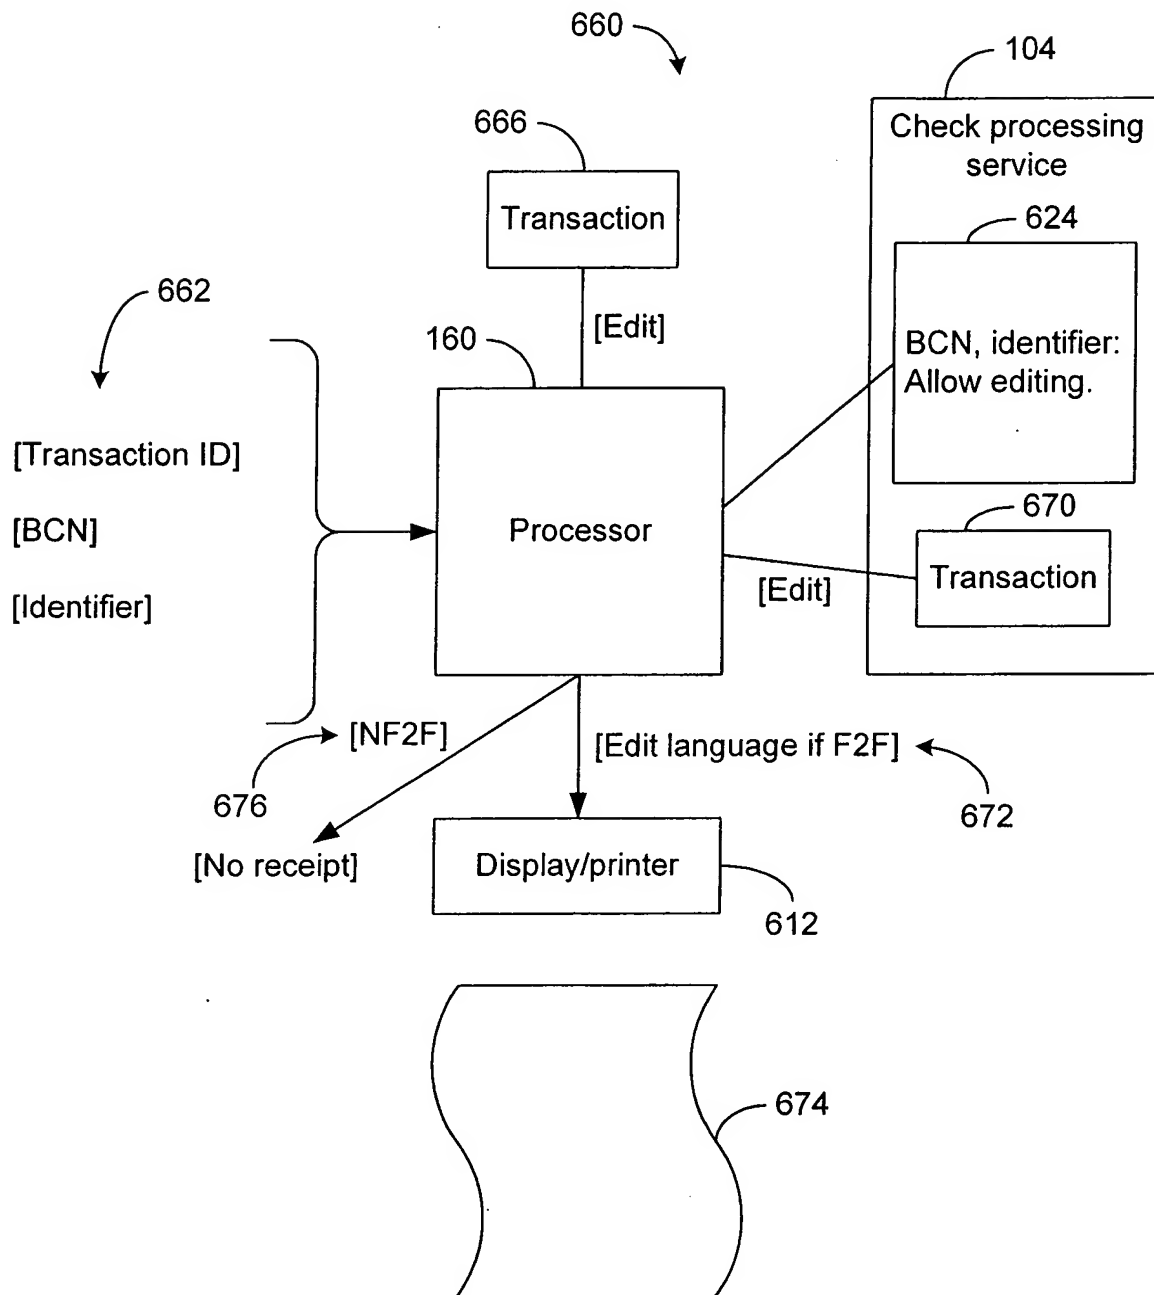 660
104
Check processing
service
666
Transaction
624
662
[Edit]
160
BCN, identifier:
Allow editing.
[Transaction ID]
[BCN]
[Identifier]
Processor
670
Transaction
[Edit]
[NF2F]
[Edit language if F2F]
676
672
[No receipt]
Display/printer
612
674